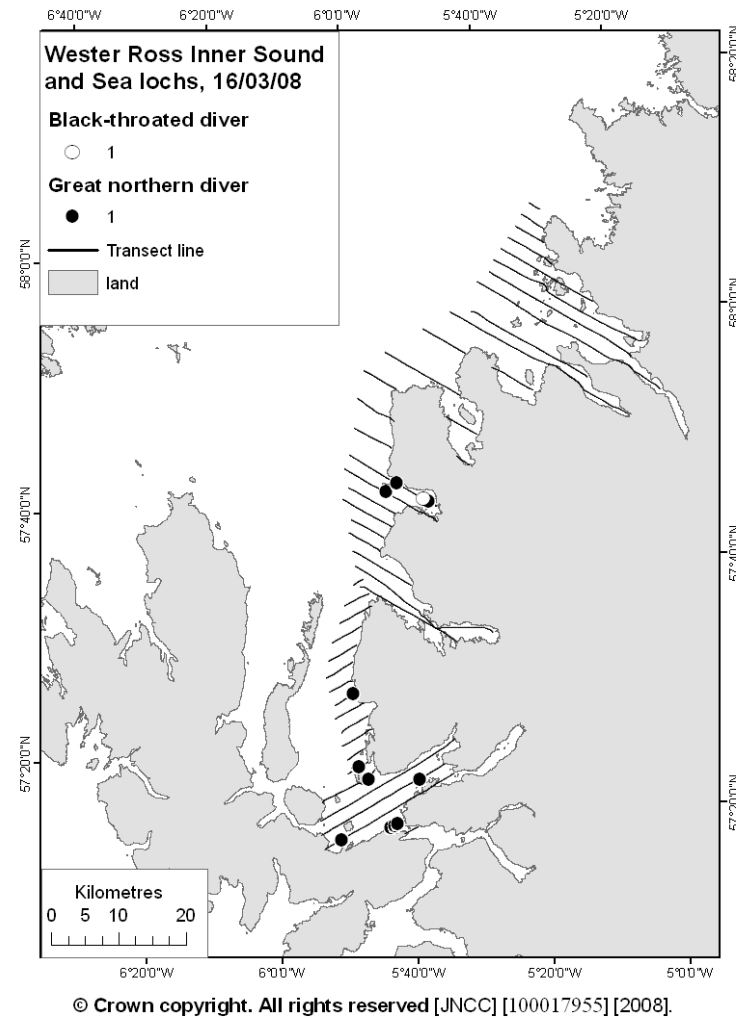 6°40'0"W 6°20'0"W 6°0'0"W 5°40'0"W 5°20'0"W
Wester Ross Inner Sound
and Sea lochs, 16/03/08
Black-throated diver
1
Great northern diver
1
Transect line
land
58°20'0"N
58°0'0"N
58°0'0"N
57°40'0"N
57°40'0"N
57°20'0"N
57°20'0"N
Kilometres
0 5 10 20
6°20'0"W 6°0'0"W 5°40'0"W 5°20'0"W 5°0'0"W
© Crown copyright. All rights reserved [JNCC] [100017955] [2008].